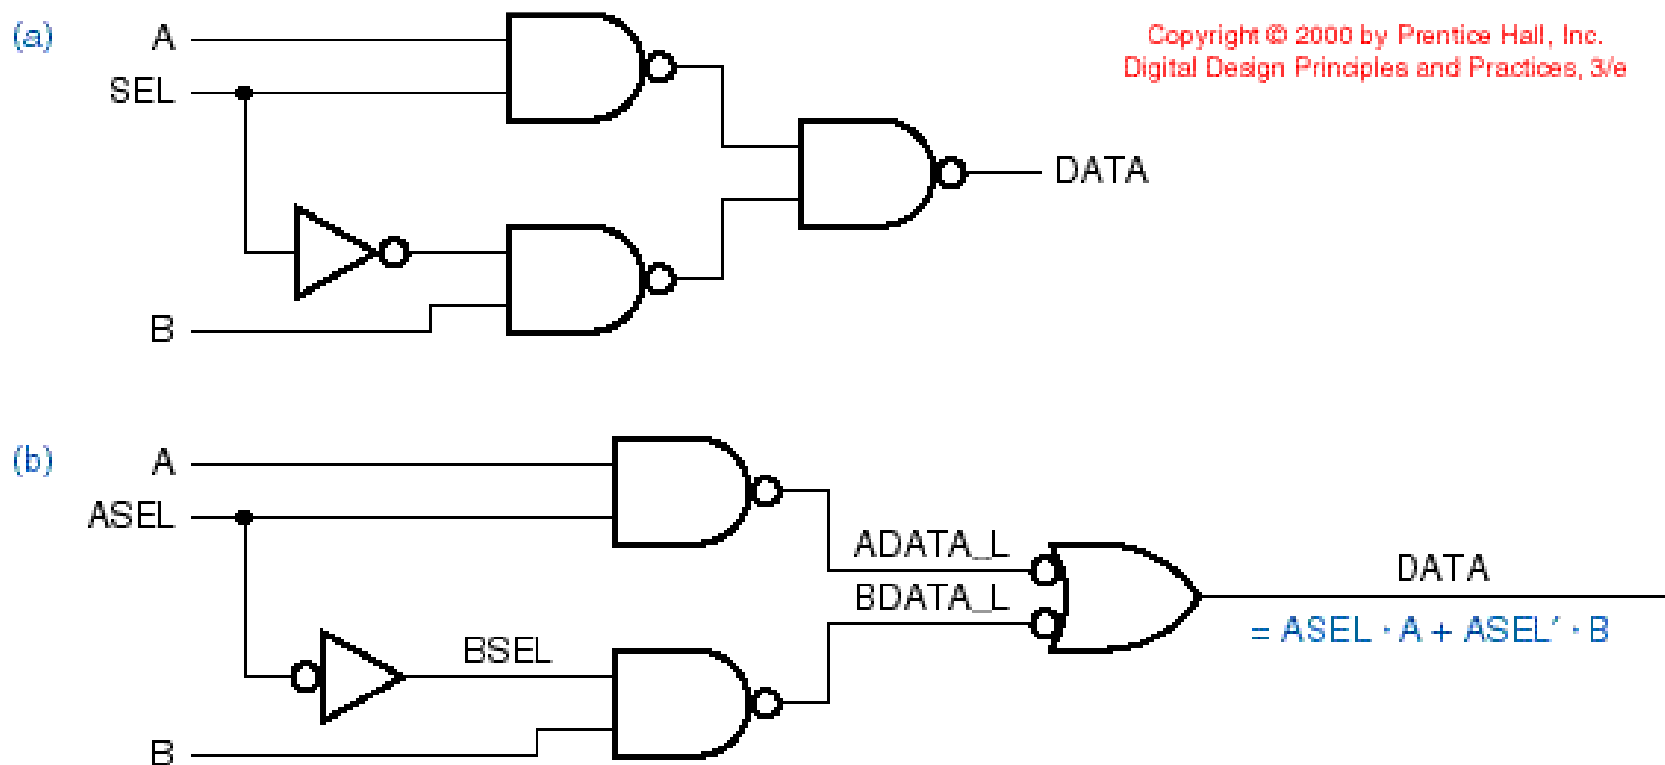 (a)
A
SEL
B
DATA
Copyright © 2000 by Prentice Hall, Inc.
Digital Design Principles and Practices, 3/e
(b)
A
ASEL
BSEL
B
ADATA_L
BDATA_L
DATA
= ASEL · A + ASEL′ · B